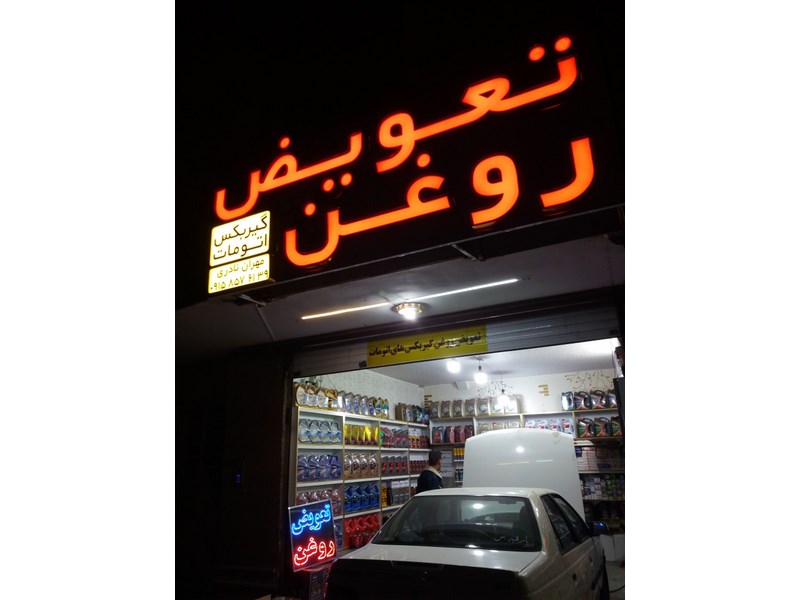 تعویض
روغن
گیربکس
اتومات
مهران نادری
۰۹۱۵ ۸۵۷ ۶۱ ۳۹
تعویض روغن گیربکس های اتومات
تعویض
روغن